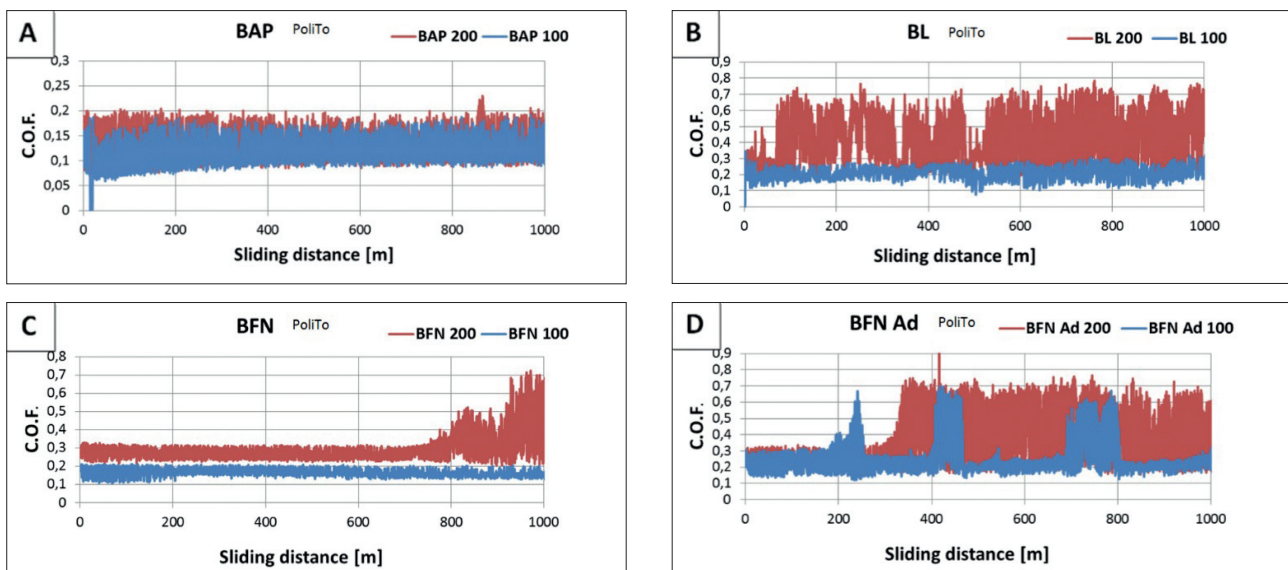 A
BAP PoliTo
BAP 200 BAP 100
0,3
0,25
0,2
0,15
0,1
0,05
0
C.O.F.
0 200 400 600 800 1000
Sliding distance [m]
B
BL PoliTo
BL 200 BL 100
0,9
0,8
0,7
0,6
0,5
0,4
0,3
0,2
0,1
0
C.O.F.
0 200 400 600 800 1000
Sliding distance [m]
C
BFN PoliTo
BFN 200 BFN 100
0,8
0,7
0,6
0,5
0,4
0,3
0,2
0,1
0
C.O.F.
0 200 400 600 800 1000
Sliding distance [m]
D
BFN Ad PoliTo
BFN Ad 200 BFN Ad 100
0,9
0,8
0,7
0,6
0,5
0,4
0,3
0,2
0,1
0
C.O.F.
0 200 400 600 800 1000
Sliding distance [m]